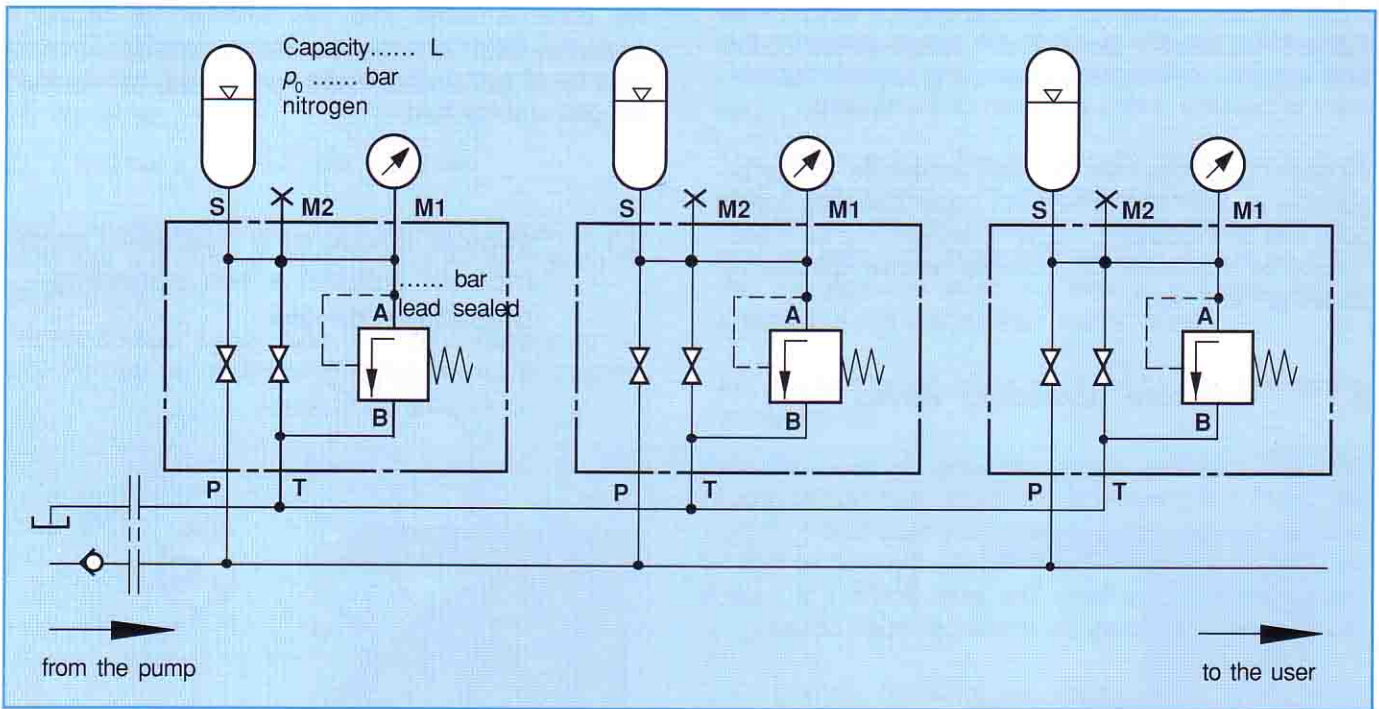 Capacity...... L
p₀ ...... bar
nitrogen
S
M2
M1
S
M2
M1
S
M2
M1
...... bar
A
lead sealed
A
A
B
B
B
P
T
P
T
P
T
from the pump
to the user